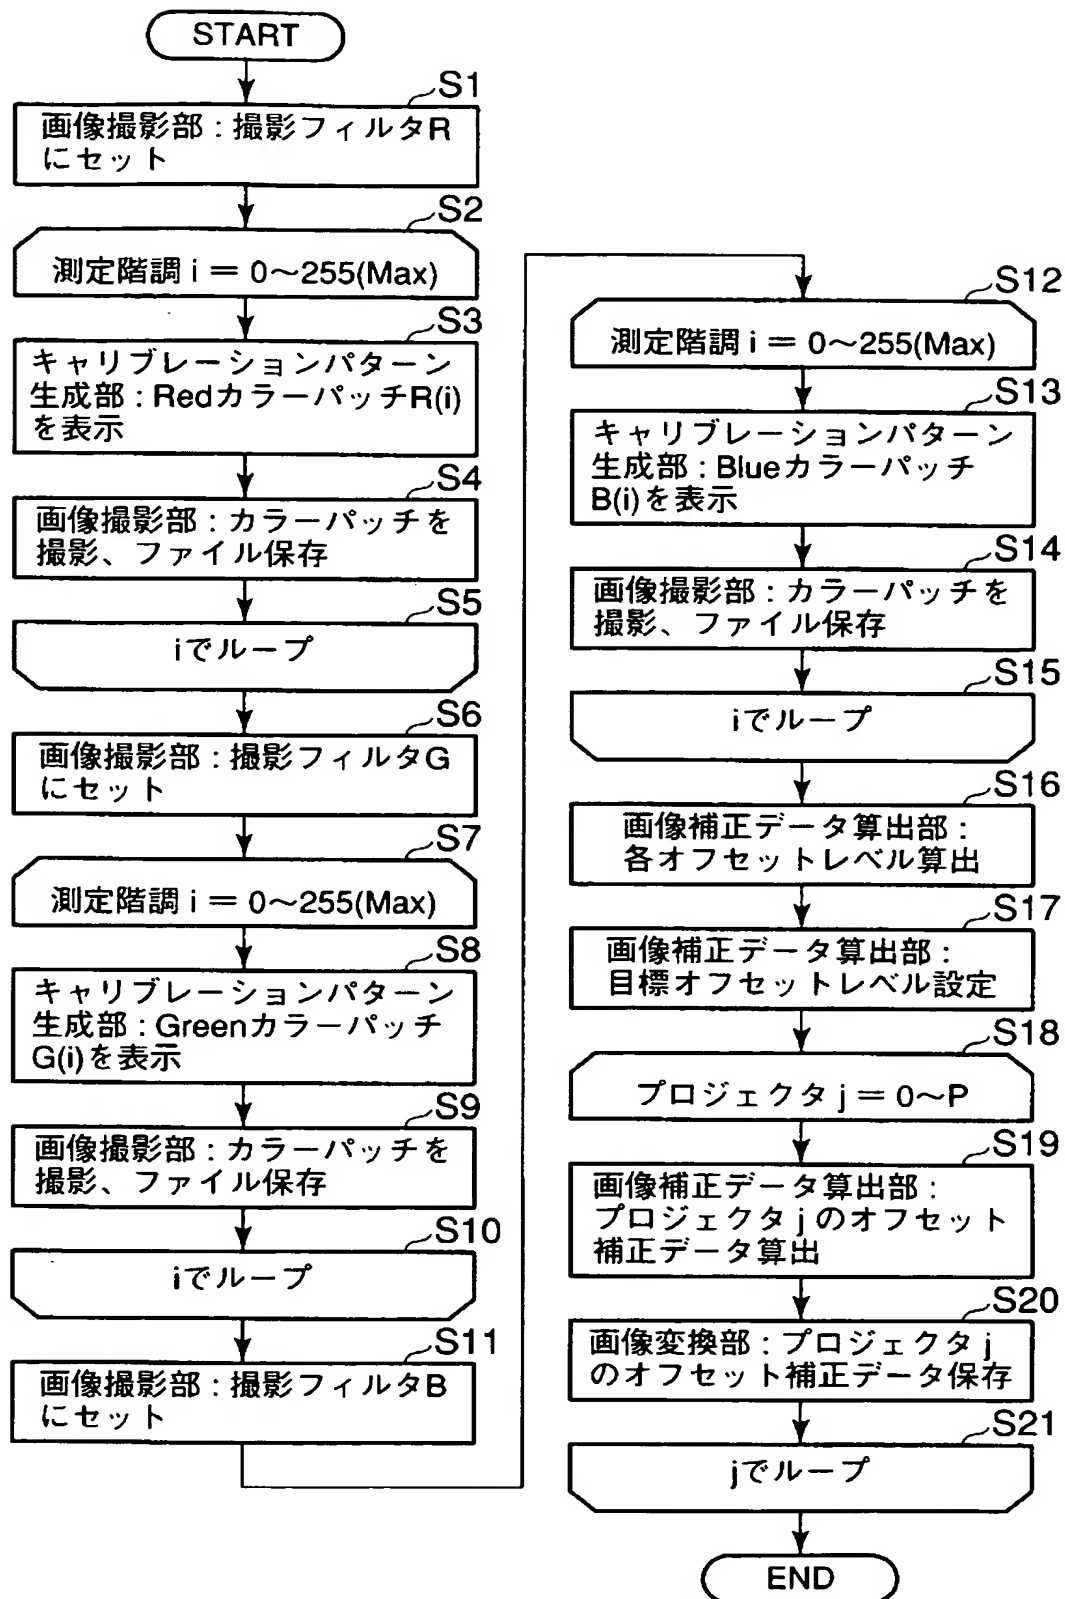 START
S1
画像撮影部：撮影フィルタR
にセット
S2
測定階調 i ＝ 0～255(Max)
S3
キャリブレーションパターン
生成部：RedカラーパッチR(i)
を表示
S4
画像撮影部：カラーパッチを
撮影、ファイル保存
S5
iでループ
S6
画像撮影部：撮影フィルタG
にセット
S7
測定階調 i ＝ 0～255(Max)
S8
キャリブレーションパターン
生成部：Greenカラーパッチ
G(i)を表示
S9
画像撮影部：カラーパッチを
撮影、ファイル保存
S10
iでループ
S11
画像撮影部：撮影フィルタB
にセット
S12
測定階調 i ＝ 0～255(Max)
S13
キャリブレーションパターン
生成部：Blueカラーパッチ
B(i)を表示
S14
画像撮影部：カラーパッチを
撮影、ファイル保存
S15
iでループ
S16
画像補正データ算出部：
各オフセットレベル算出
S17
画像補正データ算出部：
目標オフセットレベル設定
S18
プロジェクタ j ＝ 0～P
S19
画像補正データ算出部：
プロジェクタ j のオフセット
補正データ算出
S20
画像変換部：プロジェクタ j
のオフセット補正データ保存
S21
jでループ
END